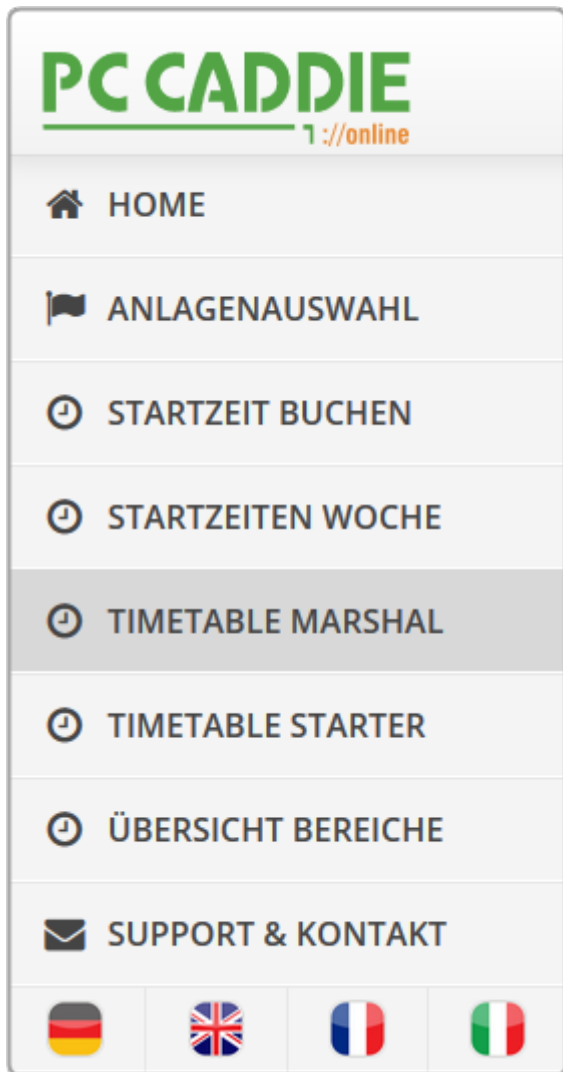 PC CADDIE
://online
HOME
ANLAGENAUSWAHL
STARTZEIT BUCHEN
STARTZEITEN WOCHE
TIMETABLE MARSHAL
TIMETABLE STARTER
ÜBERSICHT BEREICHE
SUPPORT & KONTAKT